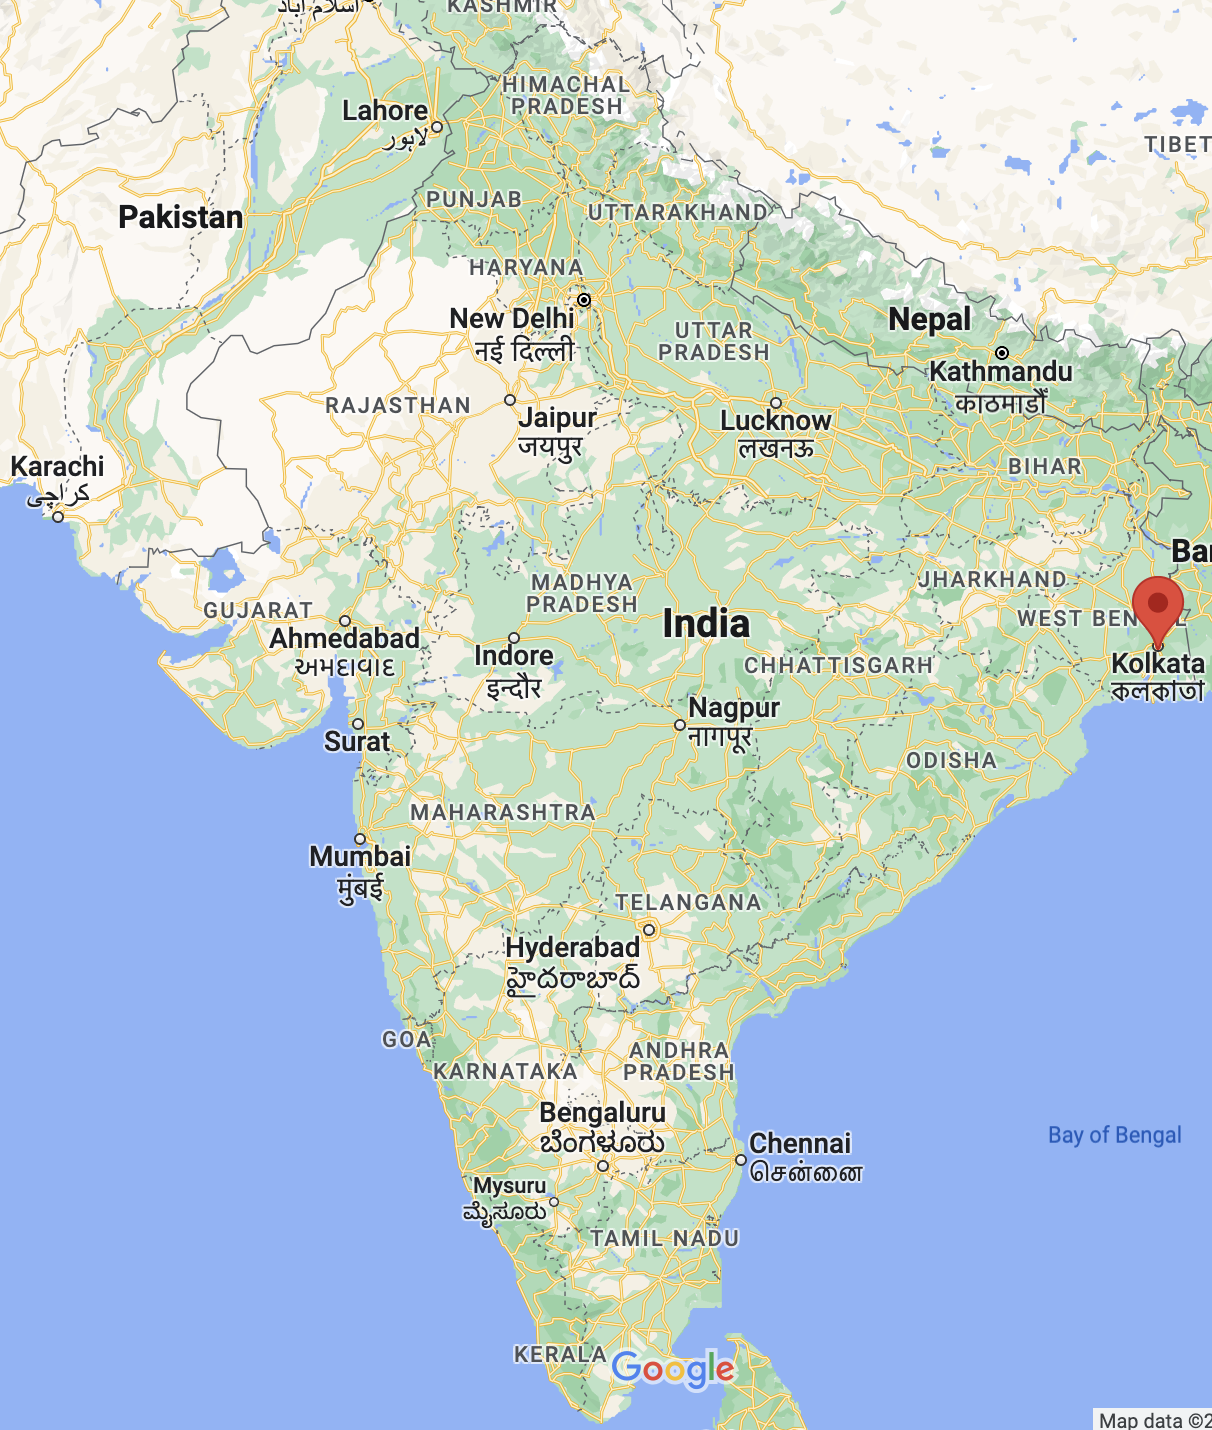 اسلام آباد
KASHMIR
HIMACHAL
PRADESH
Lahore
لاہور
TIBET
PUNJAB
Pakistan
UTTARAKHAND
HARYANA
New Delhi
नई दिल्ली
UTTAR
PRADESH
Nepal
Kathmandu
काठमाडौँ
RAJASTHAN
Jaipur
जयपुर
Lucknow
लखनऊ
Karachi
کراچی
BIHAR
Ba
MADHYA
PRADESH
JHARKHAND
GUJARAT
WEST BEN L
India
Ahmedabad
અમદાવાદ
Indore
इन्दौर
CHHATTISGARH
Kolkata
কলকাতা
Nagpur
नागपूर
Surat
ODISHA
MAHARASHTRA
Mumbai
मुंबई
TELANGANA
Hyderabad
హైదరాబాద్
GOA
ANDHRA
PRADESH
KARNATAKA
Bengaluru
ಬೆಂಗಳೂರು
Bay of Bengal
Chennai
சென்னை
Mysuru
ಮೈಸೂರು
TAMIL NADU
KERALA
Google
Map data ©2